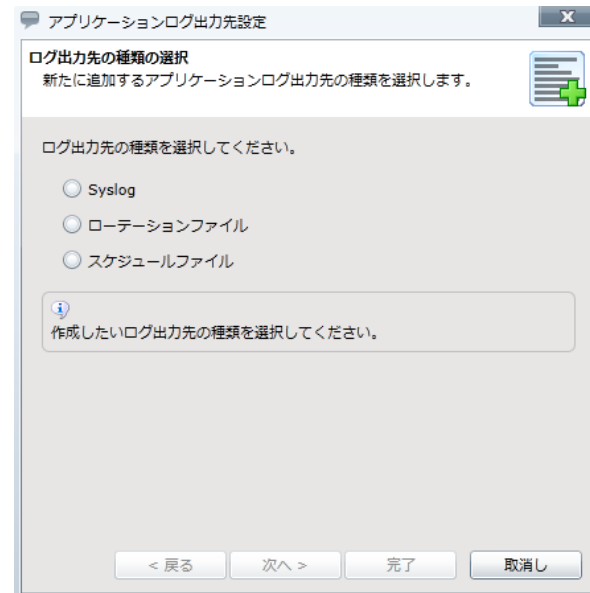 アプリケーションログ出力先設定
ログ出力先の種類の選択
新たに追加するアプリケーションログ出力先の種類を選択します。
ログ出力先の種類を選択してください。
Syslog
ローテーションファイル
スケジュールファイル
作成したいログ出力先の種類を選択してください。
< 戻る 次へ > 完了 取消し